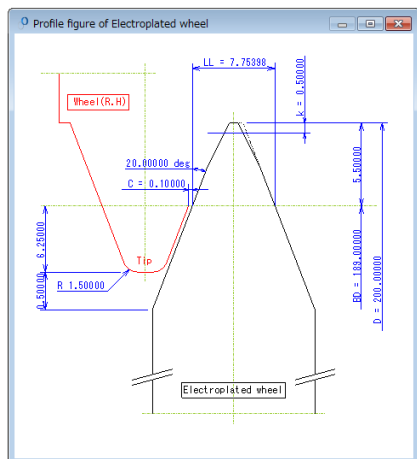 Profile figure of Electroplated wheel
LL = 7.75398
k = 0.50000
Wheel(R.H)
20.00000 deg
C = 0.10000
5.50000
6.25000
Tip
R 1.50000
0.50000
BD = 189.00000
D = 200.00000
Electroplated wheel